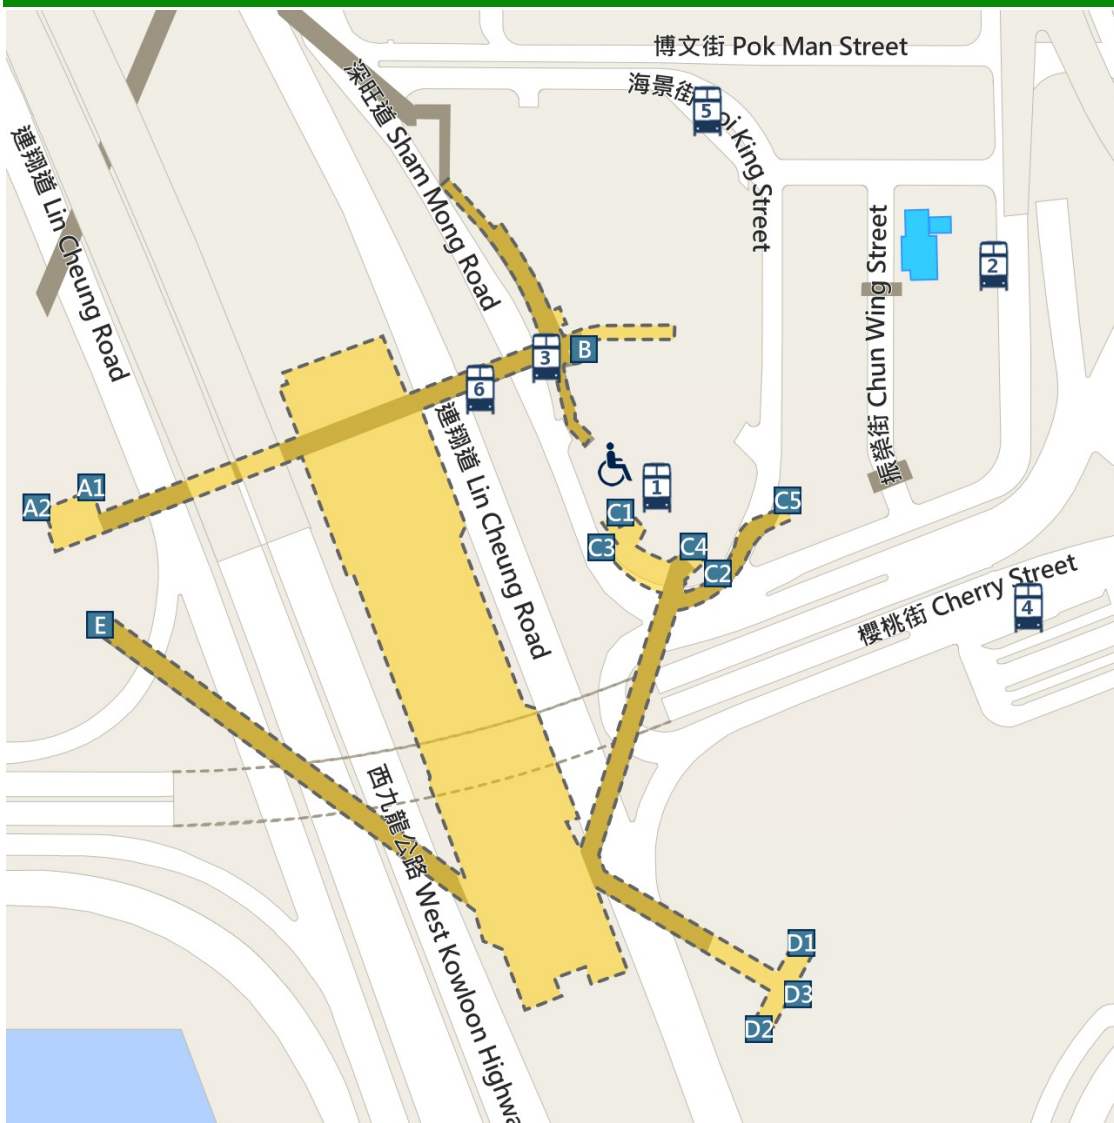 博文街 Pok Man Street
海景街 oi King Street
5
深旺道 Sham Mong Road
連翔道 Lin Cheung Road
振榮街 Chun Wing Street
2
3
B
6
連翔道 Lin Cheung Road
A1
A2
1
C1
C5
C3
C4
C2
櫻桃街 Cherry Street
4
E
西九龍公路 West Kowloon Highwa
D1
D3
D2